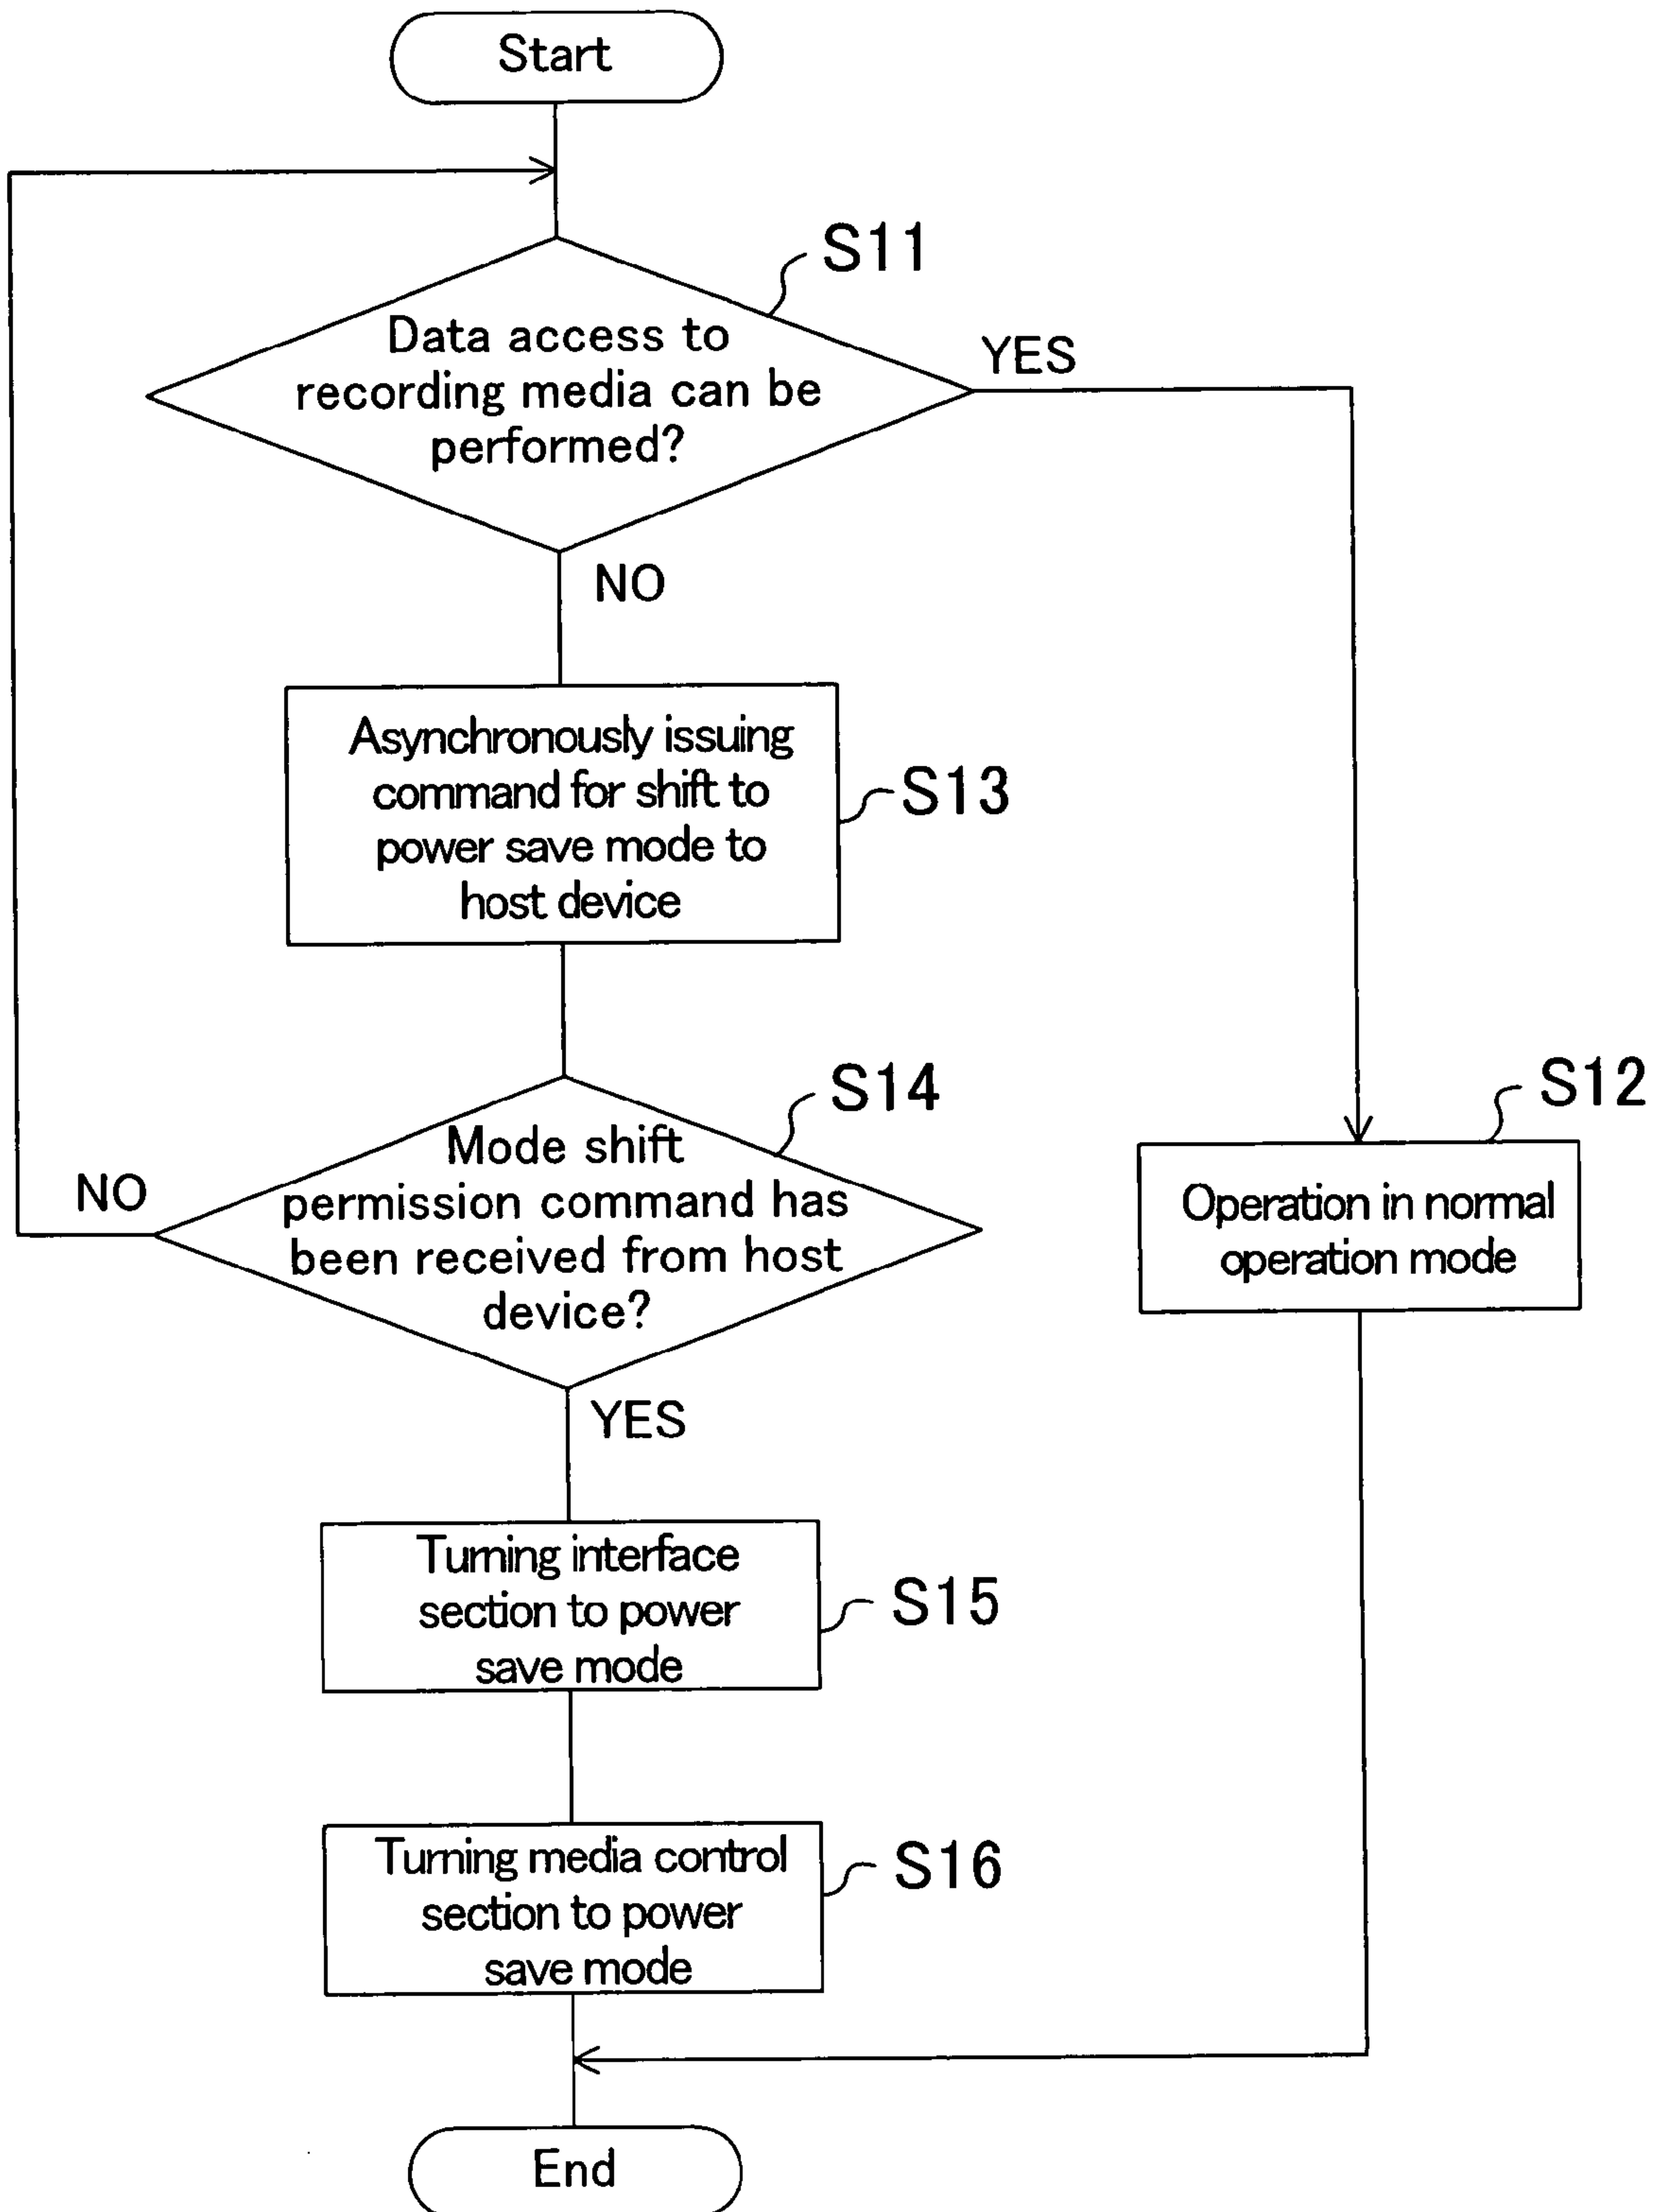 Start
S11
Data access to
recording media can be
performed?
YES
NO
Asynchronously issuing
command for shift to
power save mode to
host device
S13
S14
Mode shift
permission command has
been received from host
device?
NO
YES
S12
Operation in normal
operation mode
Turning interface
section to power
save mode
S15
Turning media control
section to power
save mode
S16
End